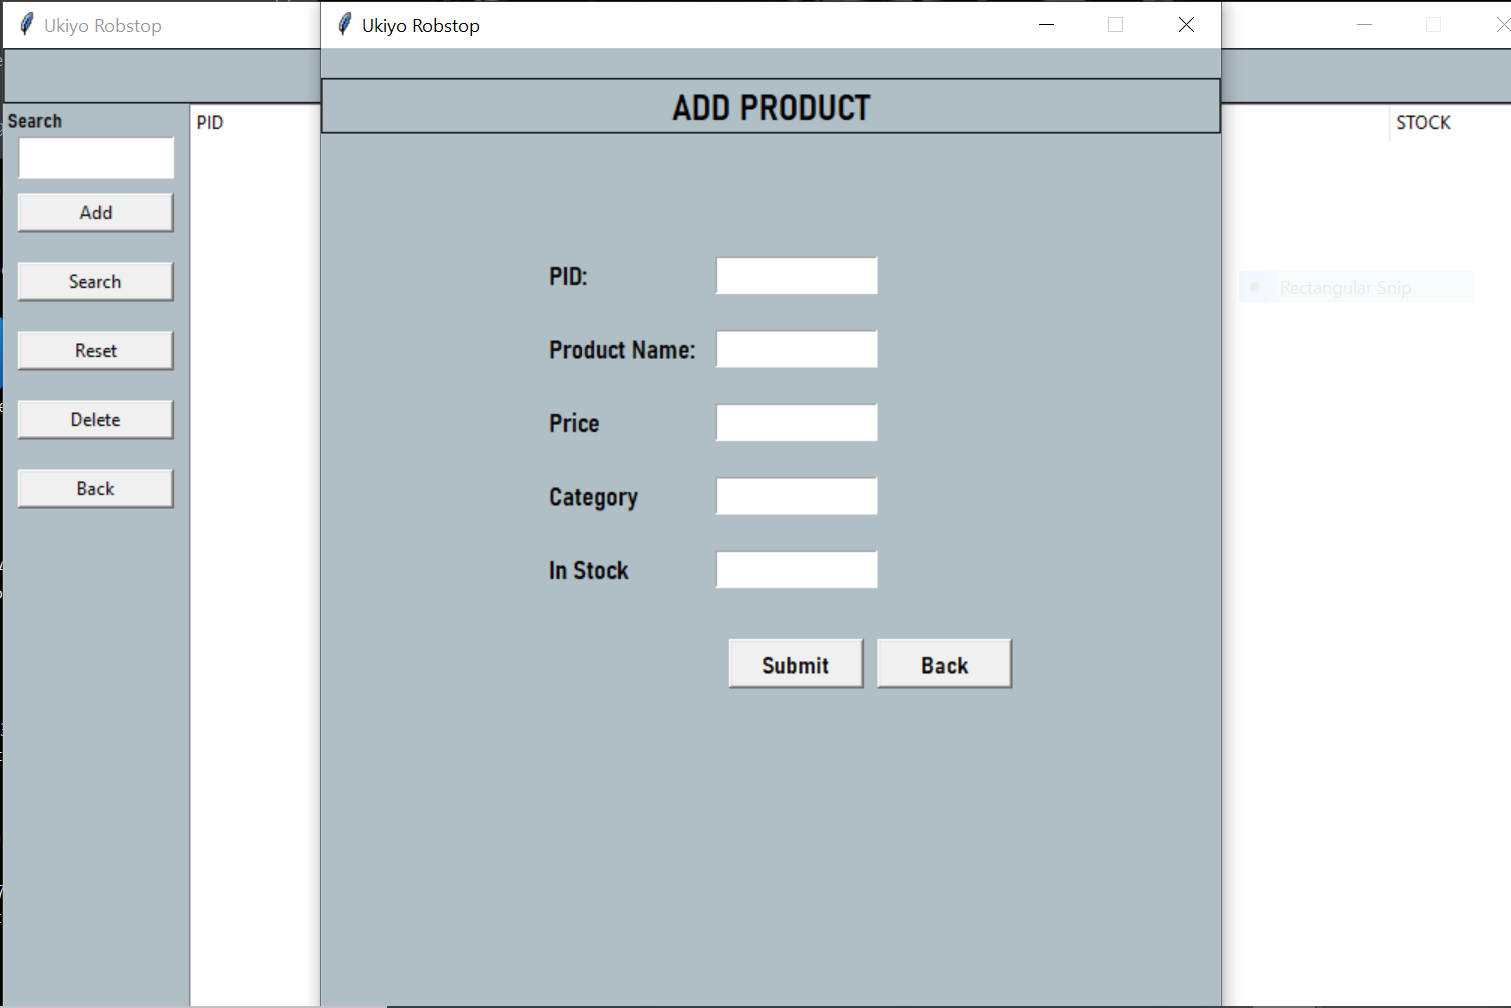 Ukiyo Robstop
Ukiyo Robstop
ADD PRODUCT
Search
PID
STOCK
Add
Search
Reset
Delete
Back
PID:
Product Name:
Price
Category
In Stock
Submit
Back
Rectangular Snip